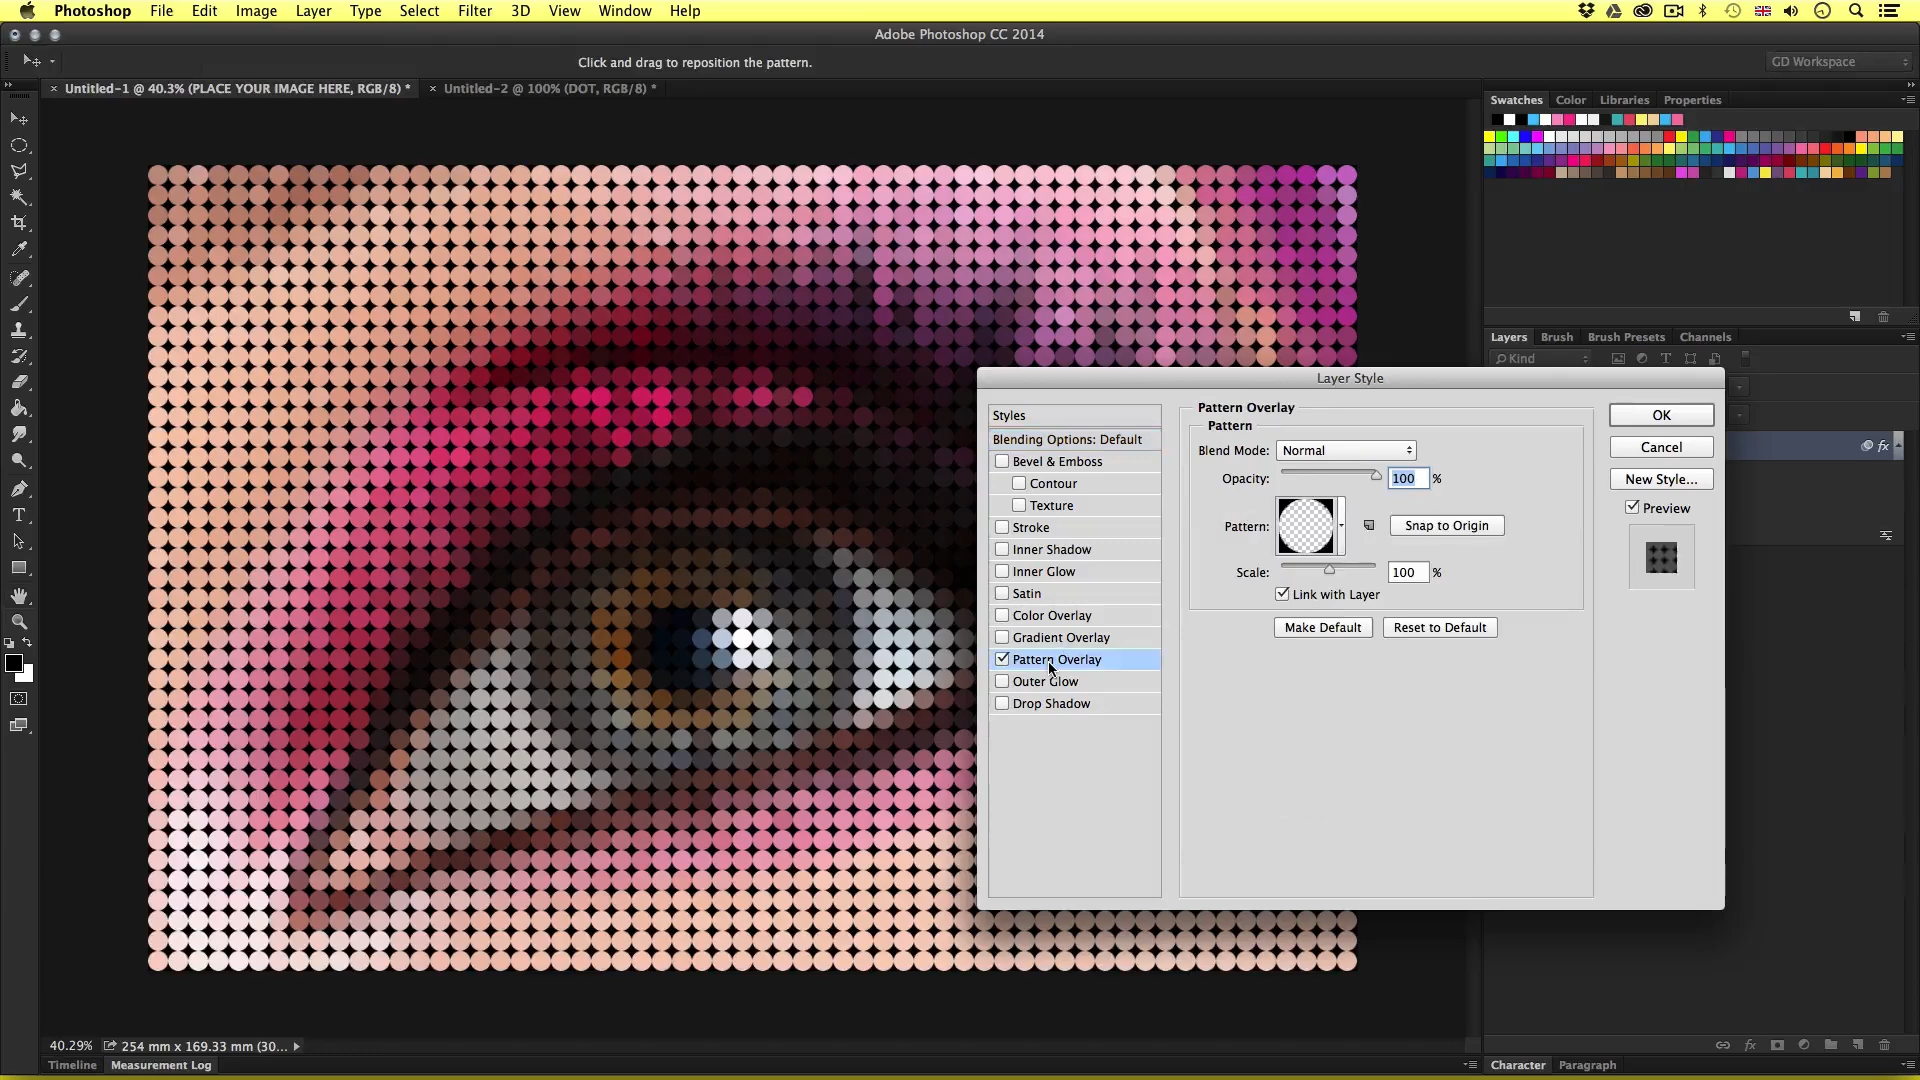 Photoshop File Edit Image Layer Type Select Filter 3D View Window Help
Adobe Photoshop CC 2014
Click and drag to reposition the pattern.
GD Workspace
× Untitled-1 @ 40.3% (PLACE YOUR IMAGE HERE, RGB/8) * × Untitled-2 @ 100% (DOT, RGB/8) *
Swatches Color Libraries Properties
Layers Brush Brush Presets Channels
Kind
Layer Style
Styles
Blending Options: Default
Bevel & Emboss
Contour
Texture
Stroke
Inner Shadow
Inner Glow
Satin
Color Overlay
Gradient Overlay
Pattern Overlay
Outer Glow
Drop Shadow
Pattern Overlay
Pattern
Blend Mode: Normal
Opacity: 100 %
Pattern: Snap to Origin
Scale: 100 %
Link with Layer
Make Default Reset to Default
OK
Cancel
New Style...
Preview
fx
40.29% 254 mm x 169.33 mm (30...
Timeline Measurement Log
fx
Character Paragraph